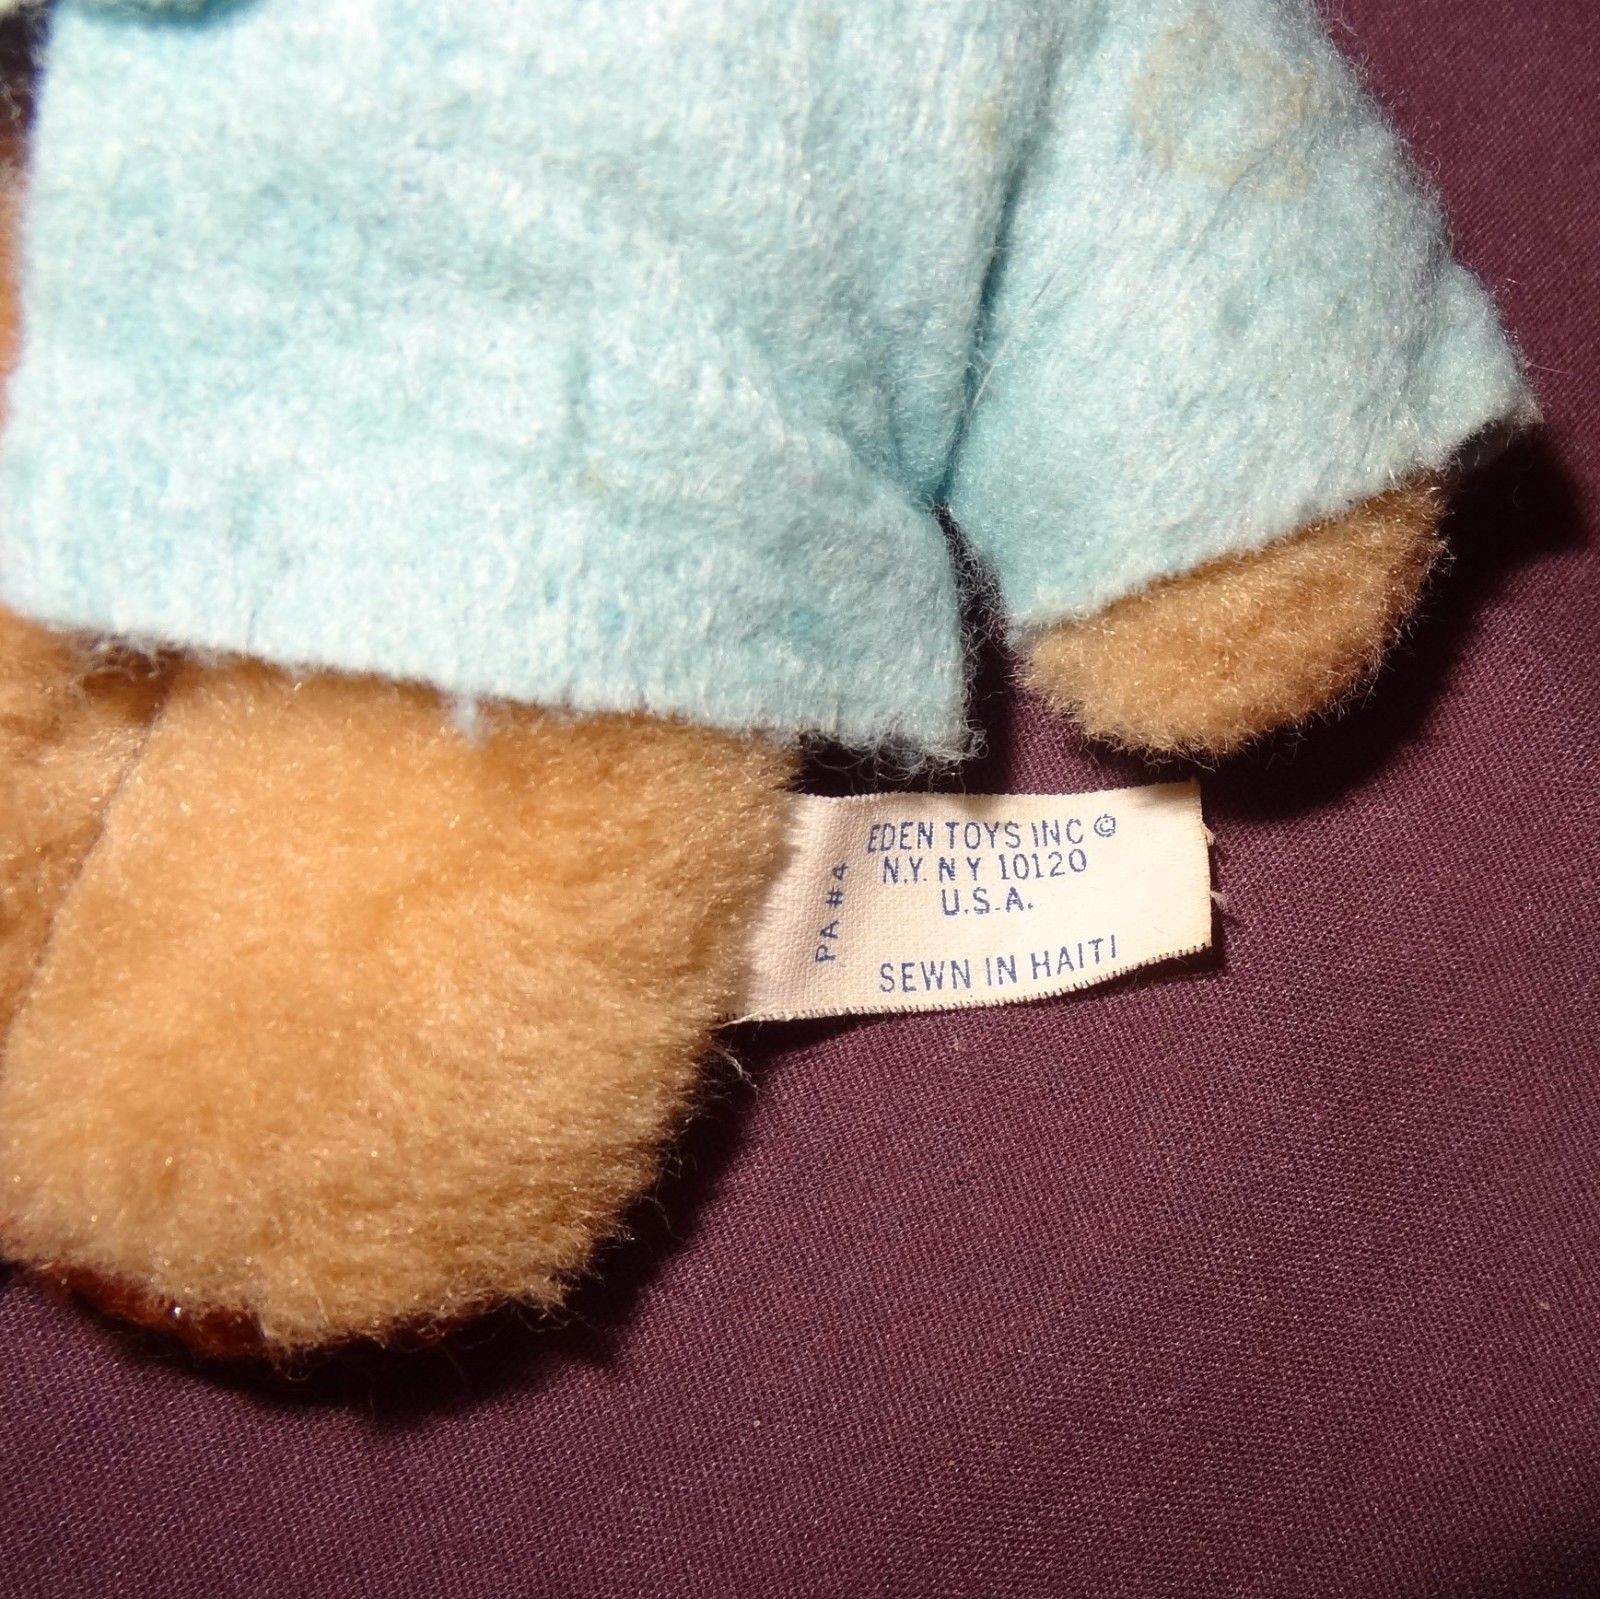 EDEN TOYS INC ©
N.Y. N Y 10120
U.S.A.
SEWN IN HAITI
PA #4